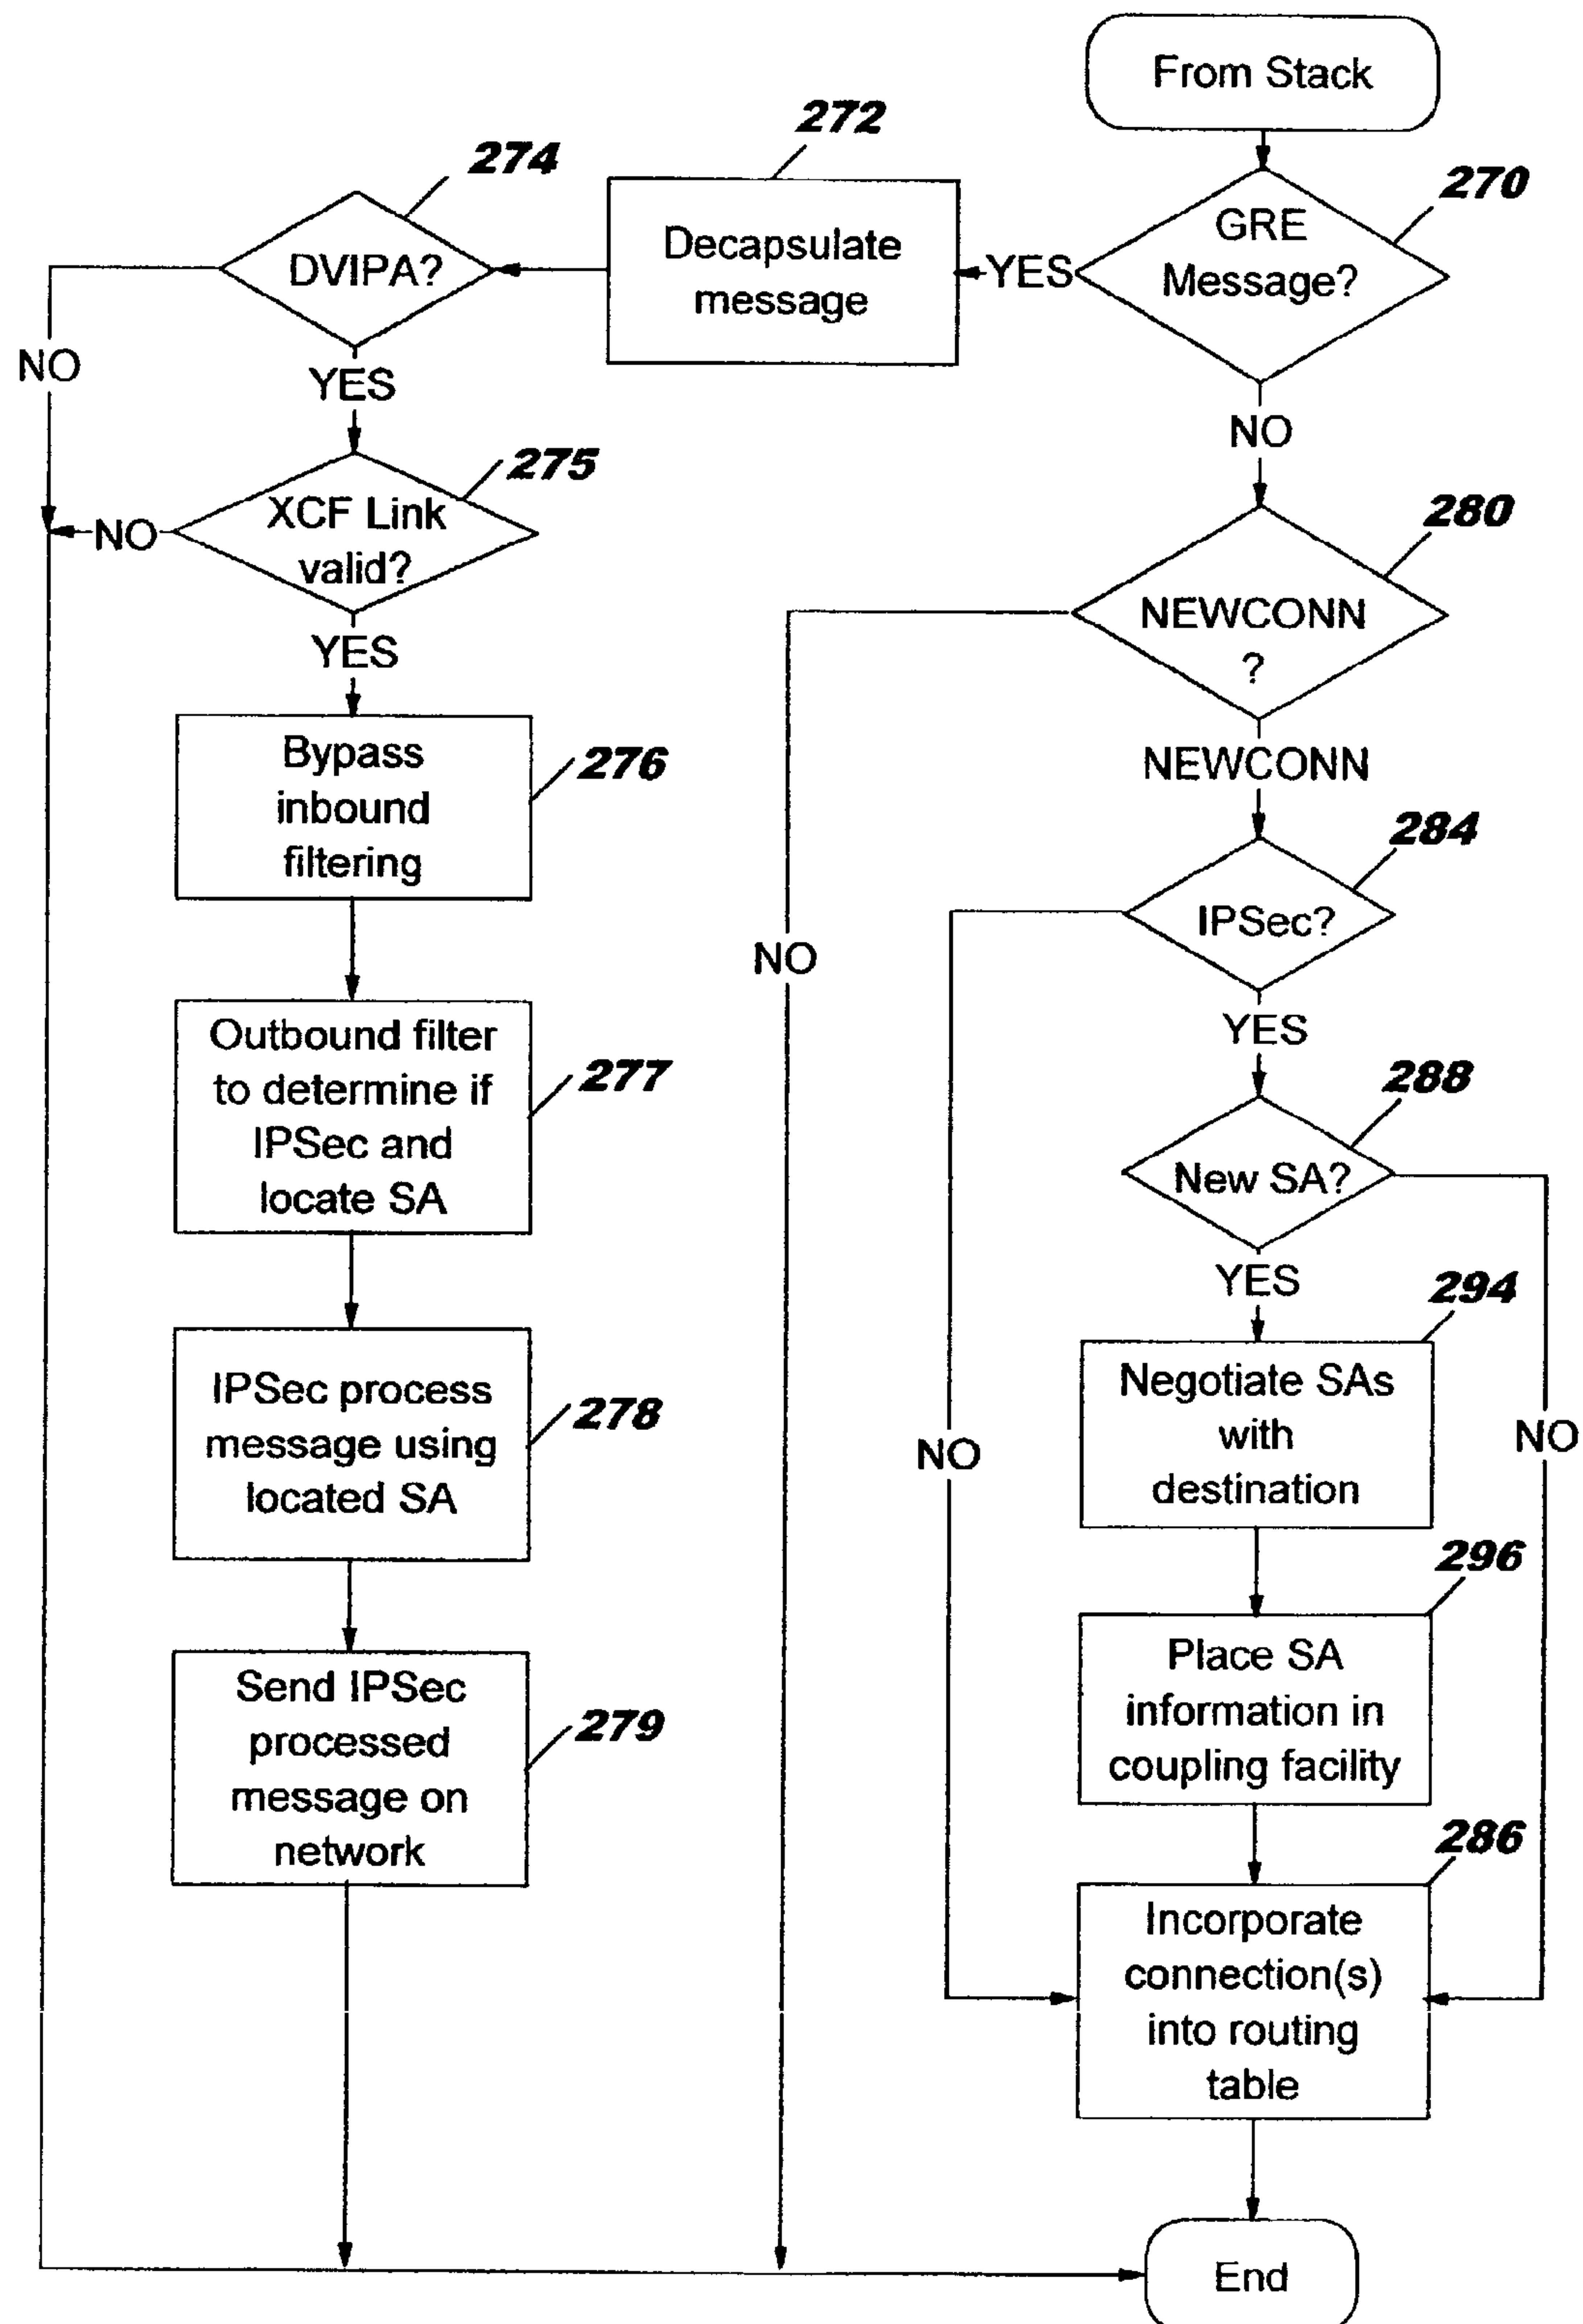 From Stack
270
GRE
Message?
YES
272
Decapsulate
message
274
DVIPA?
NO
YES
275
XCF Link
valid?
NO
YES
276
Bypass
inbound
filtering
277
Outbound filter
to determine if
IPSec and
locate SA
278
IPSec process
message using
located SA
279
Send IPSec
processed
message on
network
NO
280
NEWCONN
?
NO
NEWCONN
284
IPSec?
NO
YES
288
New SA?
NO
YES
294
Negotiate SAs
with
destination
296
Place SA
information in
coupling facility
286
Incorporate
connection(s)
into routing
table
End